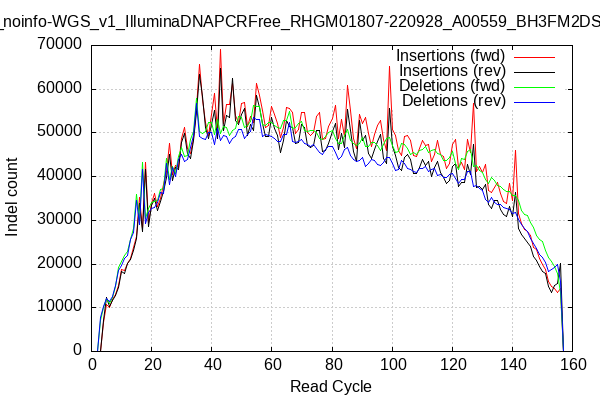 _noinfo-WGS_v1_IlluminaDNAPCRFree_RHGM01807-220928_A00559_BH3FM2DS
Insertions (fwd)
Insertions (rev)
Deletions (fwd)
Deletions (rev)
70000
60000
50000
40000
30000
20000
10000
0
Indel count
0 20 40 60 80 100 120 140 160
Read Cycle